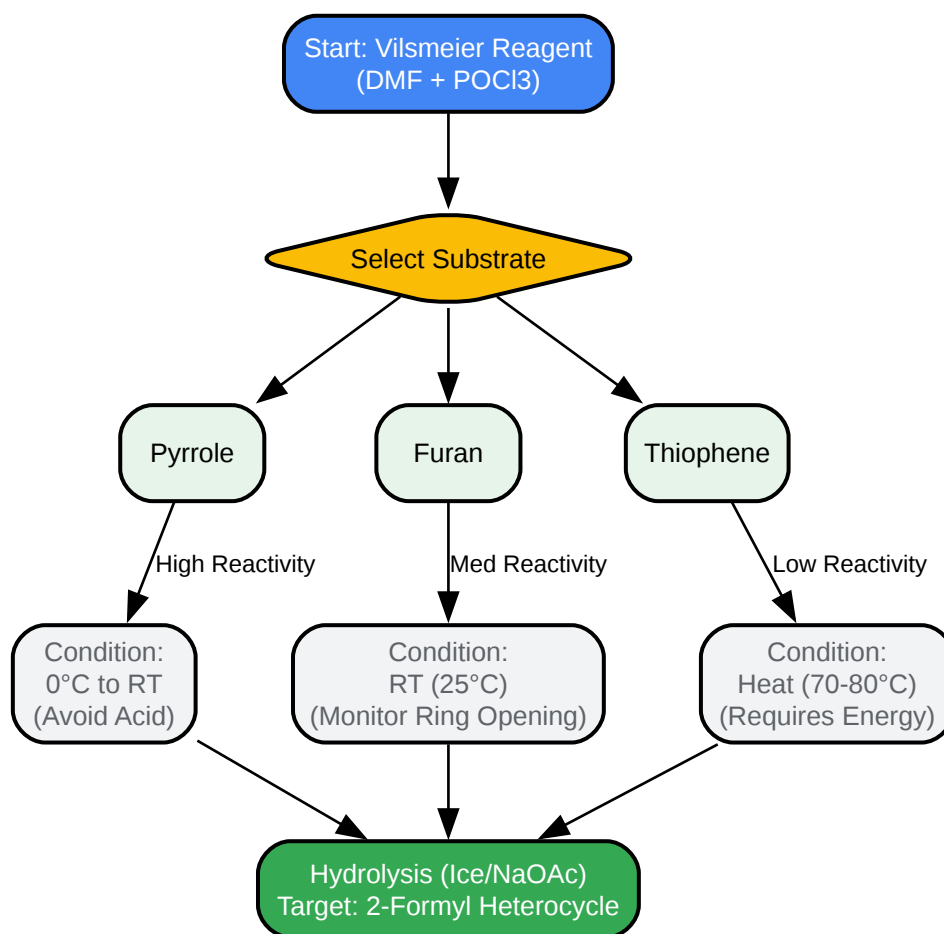 Start: Vilsmeier Reagent
(DMF + POCl3)
Select Substrate
Pyrrole
Furan
Thiophene
High Reactivity
Med Reactivity
Low Reactivity
Condition:
0°C to RT
(Avoid Acid)
Condition:
RT (25°C)
(Monitor Ring Opening)
Condition:
Heat (70-80°C)
(Requires Energy)
Hydrolysis (Ice/NaOAc)
Target: 2-Formyl Heterocycle